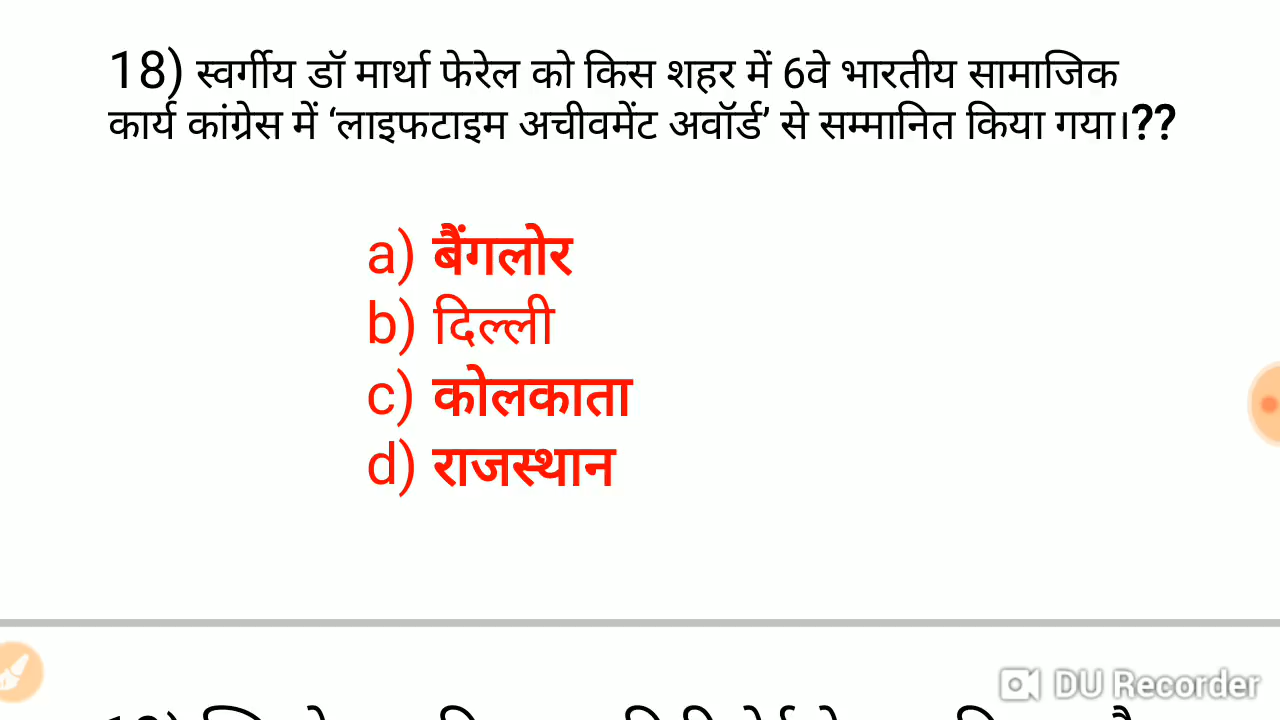 18) स्वर्गीय डॉ मार्था फेरेल को किस शहर में 6वे भारतीय सामाजिक
कार्य कांग्रेस में ‘लाइफटाइम अचीवमेंट अवॉर्ड’ से सम्मानित किया गया।??
a) बैंगलोर
b) दिल्ली
c) कोलकाता
d) राजस्थान
DU Recorder